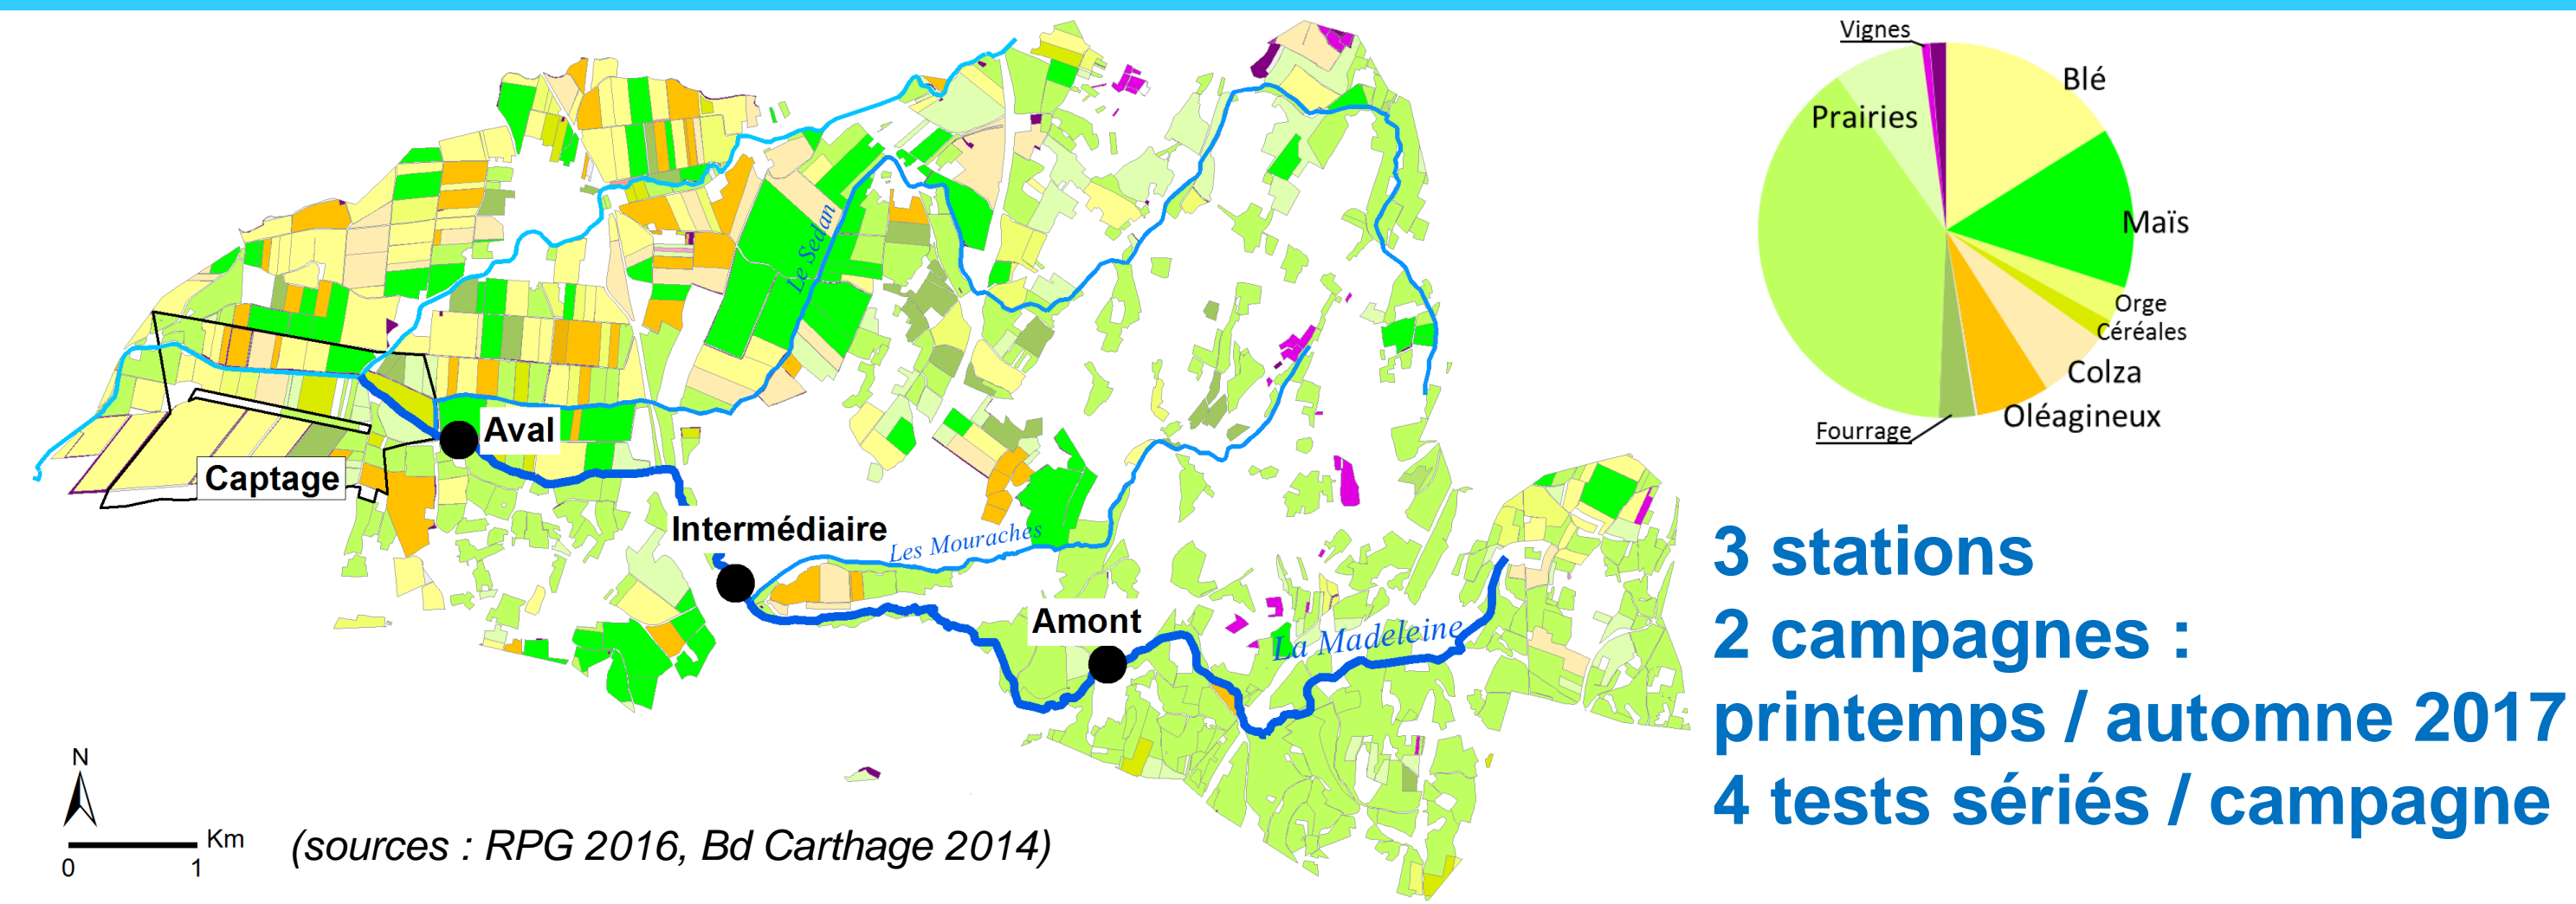 Vignes
Blé
Prairies
Maïs
Orge
Céréales
Colza
Oléagineux
Fourrage
Le Sedan
Aval
Captage
Intermédiaire
Les Mouraches
Amont
La Madeleine
3 stations
2 campagnes :
printemps / automne 2017
4 tests sériés / campagne
N
Km
0 1
(sources : RPG 2016, Bd Carthage 2014)